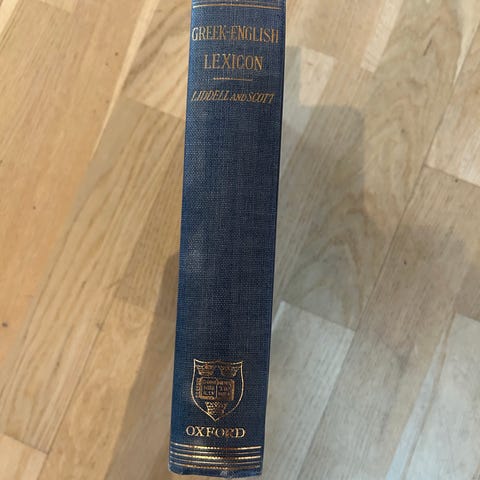 GREEK-ENGLISH
LEXICON
LIDDELL AND SCOTT
OXFORD